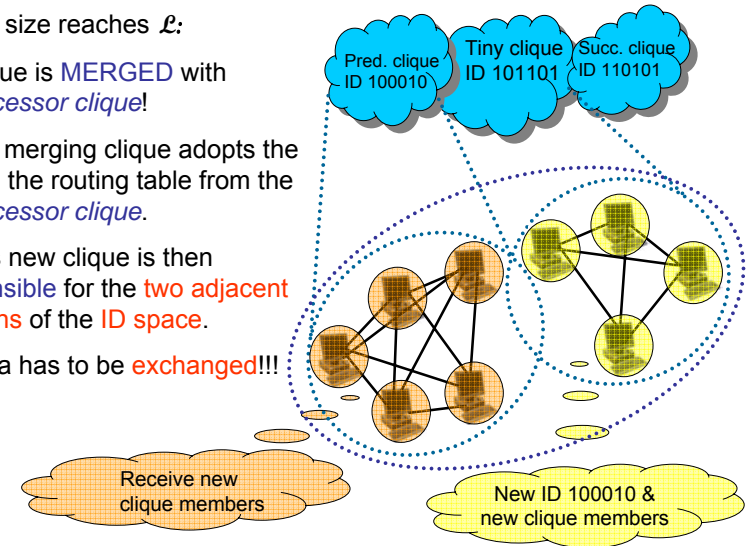 size reaches ℒ:
ue is MERGED with
cessor clique!
merging clique adopts the
the routing table from the
cessor clique.
new clique is then
nsible for the two adjacent
ns of the ID space.
a has to be exchanged!!!
Pred. clique
ID 100010
Tiny clique
ID 101101
Succ. clique
ID 110101
Receive new
clique members
New ID 100010 &
new clique members